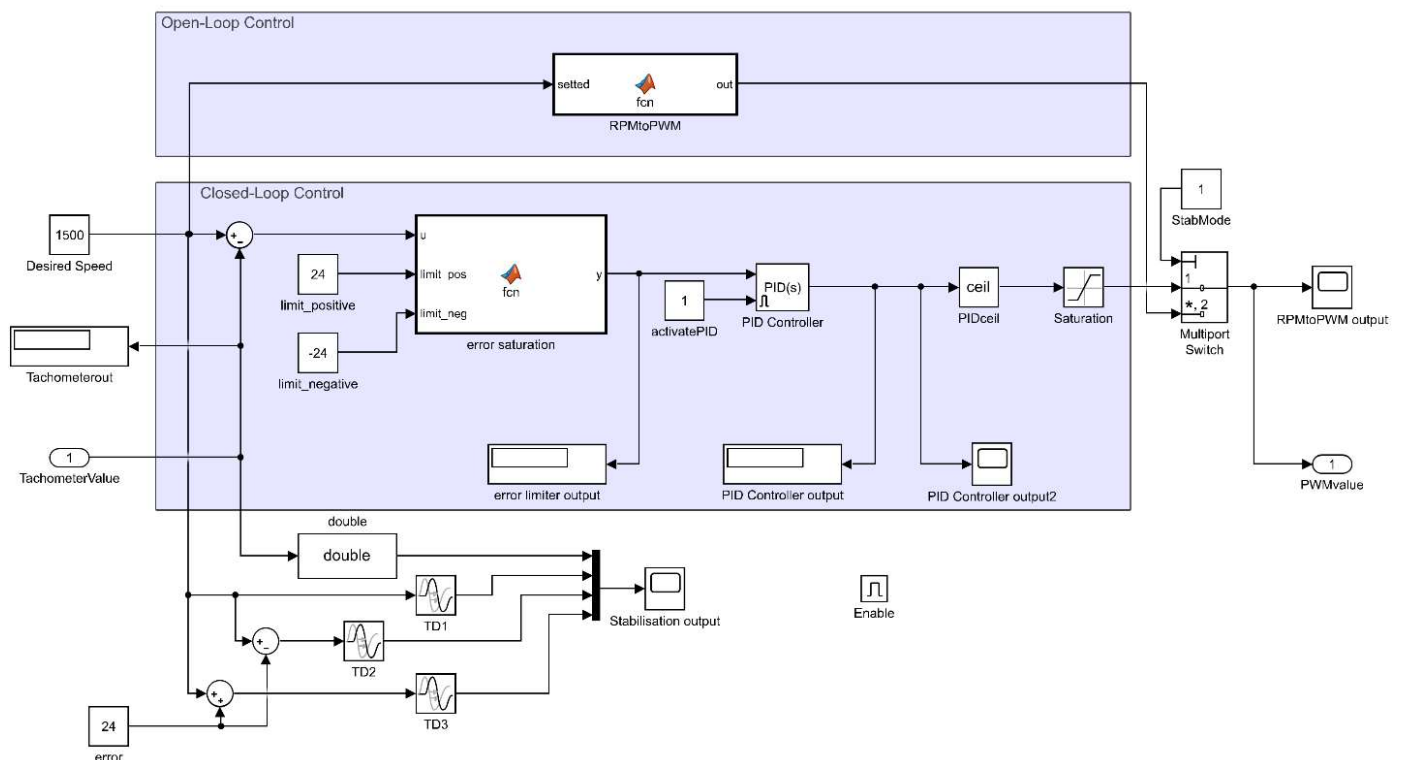 Open-Loop Control
setted
fcn
out
RPMtoPWM
Closed-Loop Control
1
StabMode
1500
Desired Speed
+
-
u
24
limit_positive
limit_pos
fcn
y
-24
limit_negative
limit_neg
error saturation
1
activatePID
PID(s)
PID Controller
ceil
PIDceil
Saturation
1
*, 2
Multiport
Switch
RPMtoPWM output
Tachometerout
1
TachometerValue
error limiter output
PID Controller output
PID Controller output2
1
PWMvalue
double
double
TD1
Stabilisation output
Enable
+
-
TD2
+
+
TD3
24
error